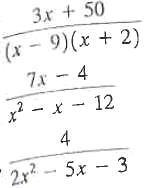 3x + 50
(x − 9)(x + 2)
7x − 4
x² − x − 12
4
2x² − 5x − 3